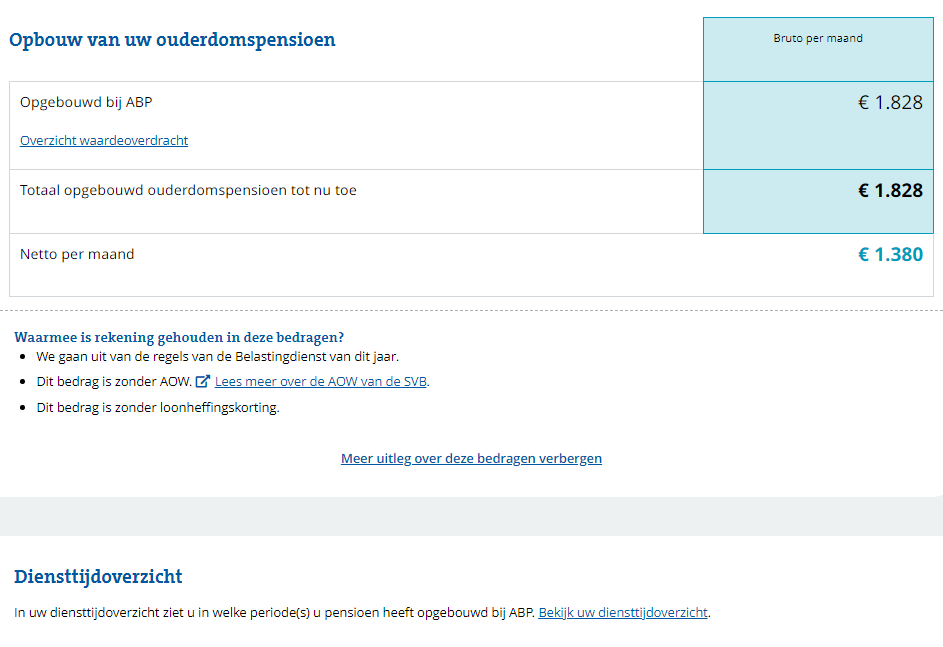 Opbouw van uw ouderdomspensioen
Bruto per maand
Opgebouwd bij ABP
€ 1.828
Overzicht waardeoverdracht
Totaal opgebouwd ouderdomspensioen tot nu toe
€ 1.828
Netto per maand
€ 1.380
Waarmee is rekening gehouden in deze bedragen?
• We gaan uit van de regels van de Belastingdienst van dit jaar.
• Dit bedrag is zonder AOW. Lees meer over de AOW van de SVB.
• Dit bedrag is zonder loonheffingskorting.
Meer uitleg over deze bedragen verbergen
Diensttijdoverzicht
In uw diensttijdoverzicht ziet u in welke periode(s) u pensioen heeft opgebouwd bij ABP. Bekijk uw diensttijdoverzicht.